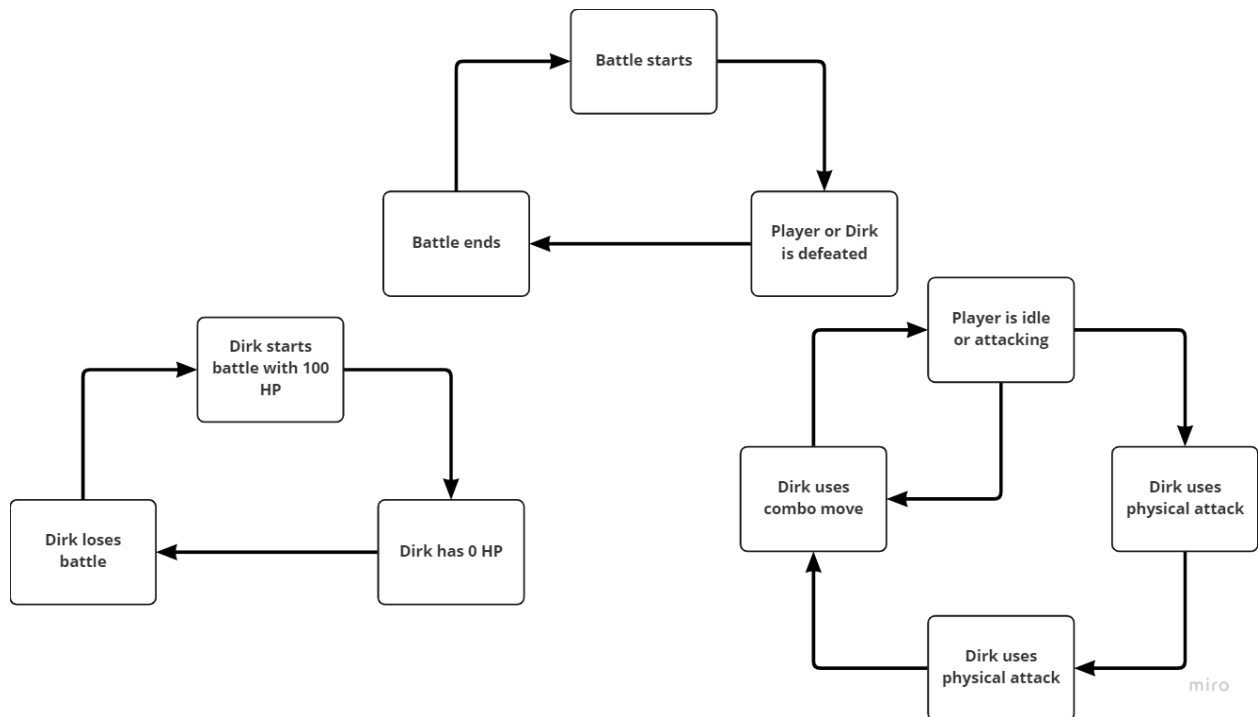 Battle starts
Battle ends
Player or Dirk
is defeated
Dirk starts
battle with 100
HP
Dirk loses
battle
Dirk has 0 HP
Player is idle
or attacking
Dirk uses
combo move
Dirk uses
physical attack
Dirk uses
physical attack
miro